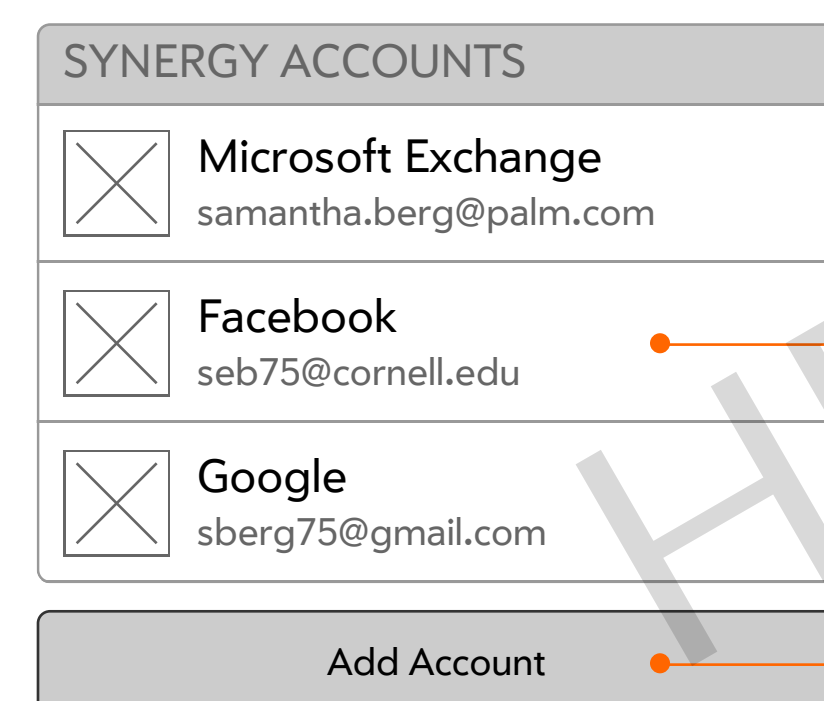 SYNERGY ACCOUNTS
Microsoft Exchange
samantha.berg@palm.com
Facebook
seb75@cornell.edu
Google
sberg75@gmail.com
Add Account